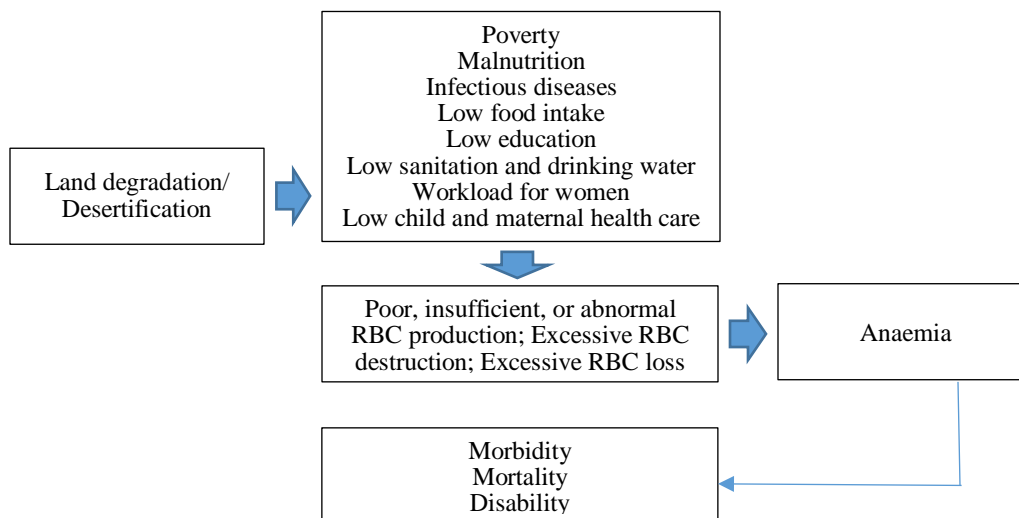 Land degradation/
Desertification
Poverty
Malnutrition
Infectious diseases
Low food intake
Low education
Low sanitation and drinking water
Workload for women
Low child and maternal health care
Poor, insufficient, or abnormal
RBC production; Excessive RBC
destruction; Excessive RBC loss
Anaemia
Morbidity
Mortality
Disability